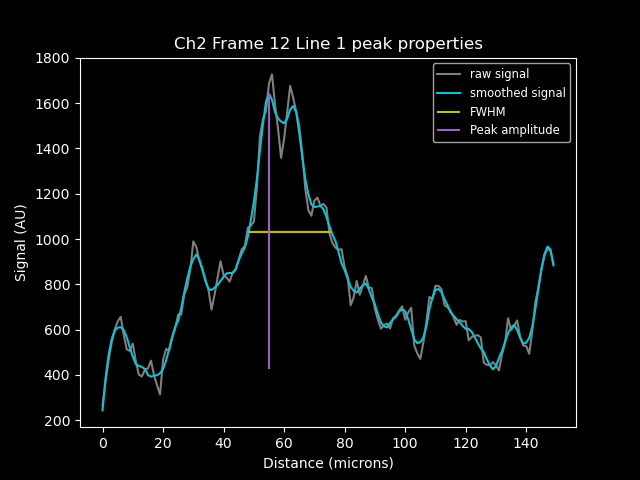 Ch2 Frame 12 Line 1 peak properties
raw signal
smoothed signal
FWHM
Peak amplitude
Signal (AU)
1800
1600
1400
1200
1000
800
600
400
200
0 20 40 60 80 100 120 140
Distance (microns)